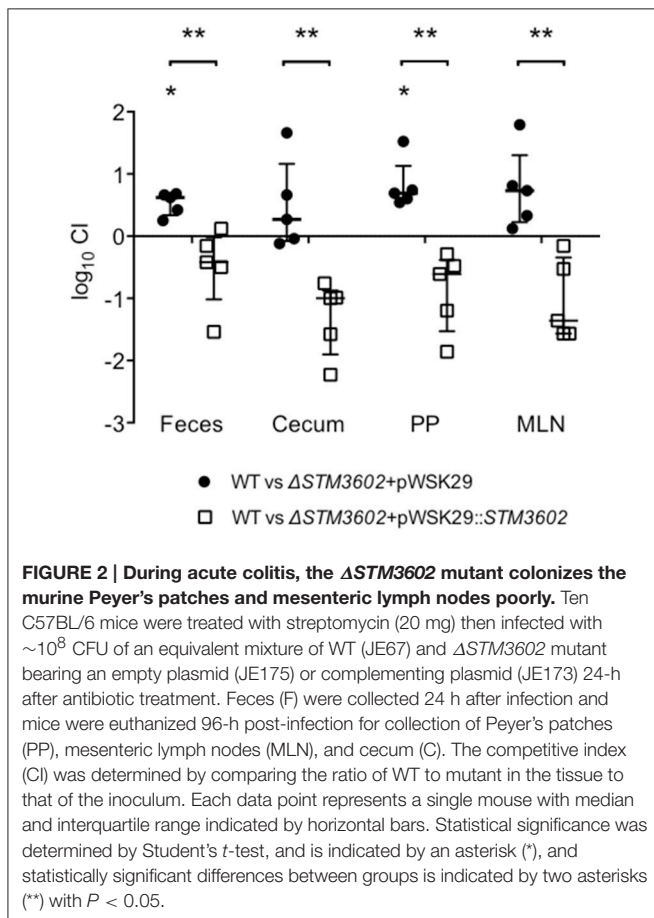 ** ** ** **
* *
2
1
0
-1
-2
-3
log10 CI
Feces Cecum PP MLN
● WT vs ΔSTM3602+pWSK29
□ WT vs ΔSTM3602+pWSK29::STM3602
FIGURE 2 | During acute colitis, the ΔSTM3602 mutant colonizes the
murine Peyer's patches and mesenteric lymph nodes poorly. Ten
C57BL/6 mice were treated with streptomycin (20 mg) then infected with
~10⁸ CFU of an equivalent mixture of WT (JE67) and ΔSTM3602 mutant
bearing an empty plasmid (JE175) or complementing plasmid (JE173) 24-h
after antibiotic treatment. Feces (F) were collected 24 h after infection and
mice were euthanized 96-h post-infection for collection of Peyer's patches
(PP), mesenteric lymph nodes (MLN), and cecum (C). The competitive index
(CI) was determined by comparing the ratio of WT to mutant in the tissue to
that of the inoculum. Each data point represents a single mouse with median
and interquartile range indicated by horizontal bars. Statistical significance was
determined by Student's t-test, and is indicated by an asterisk (*), and
statistically significant differences between groups is indicated by two asterisks
(**) with P < 0.05.